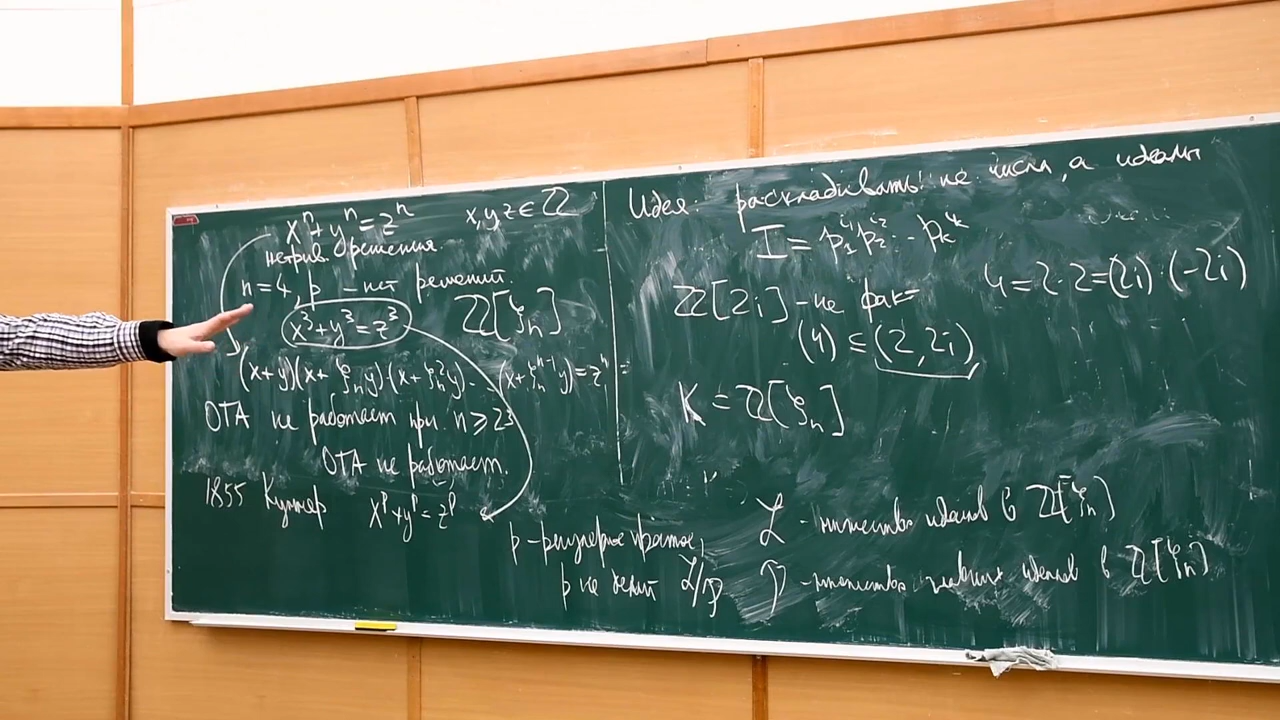 xⁿ + yⁿ = zⁿ x, y, z ∈ ℤ
нетрив. решения
n = 4, p – нет решений.
x³ + y³ = z³ ℤ[ζₙ]
(x+y)(x+ζₙy)·(x+ζₙ²y)...(x+ζₙⁿ⁻¹y) = zⁿ
ОТА не работает при n ≥ 23
ОТА не работает.
1855 Куммер xᵖ + yᵖ = zᵖ
p – регулярное простое,
p не делит ℒ/𝒫
Идея: раскладывать не числа, а идеалы
I = p₁^{i₁} p₂^{i₂} ... pₖ^{iₖ}
ℤ[2i] – не факт 4 = 2·2 = (2i)·(-2i)
(4) ⊆ (2, 2i)
K = ℤ[ζₙ]
ℒ – множество идеалов в ℤ[ζₙ]
𝒫 – множество главных идеалов в ℤ[ζₙ]